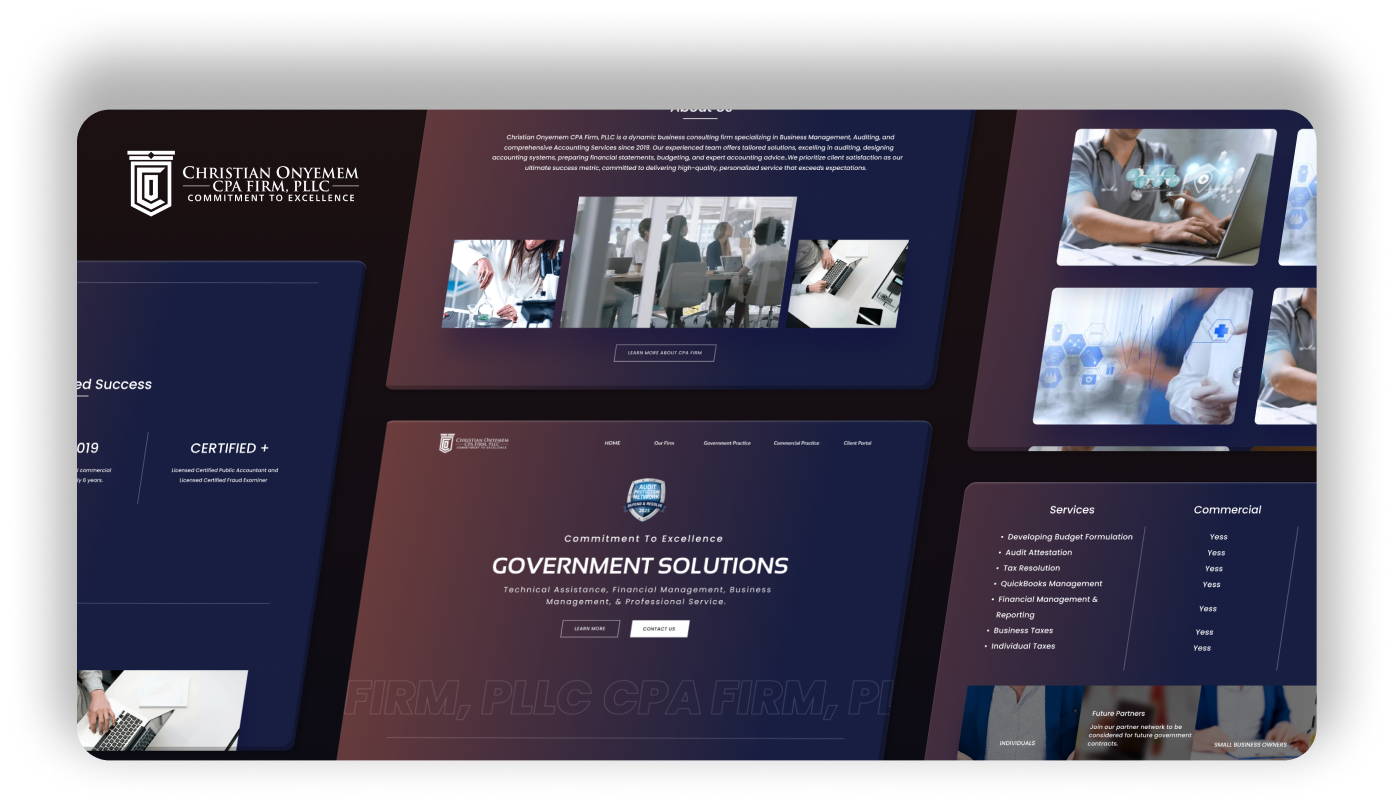 CHRISTIAN ONYEMEM
CPA FIRM, PLLC
COMMITMENT TO EXCELLENCE
About Us
Christian Onyemem CPA Firm, PLLC is a dynamic business consulting firm specializing in Business Management, Auditing, and
comprehensive Accounting Services since 2019. Our experienced team offers tailored solutions, excelling in auditing, designing
accounting systems, preparing financial statements, budgeting, and expert accounting advice..We prioritize client satisfaction as our
ultimate success metric, committed to delivering high-quality, personalized service that exceeds expectations.
LEARN MORE ABOUT CPA FIRM
ed Success
019
CERTIFIED +
commercial
y 6 years.
Licensed Certified Public Accountant and
Licensed Certified Fraud Examiner
CHRISTIAN ONYEMEM
CPA FIRM, PLLC
COMMITMENT TO EXCELLENCE
HOME
Our Firm
Government Practice
Commercial Practice
Client Portal
AUDIT
PROTECTION
NETWORK
DEFEND & RESOLVE
2025
Commitment To Excellence
GOVERNMENT SOLUTIONS
Technical Assistance, Financial Management, Business
Management, & Professional Service.
LEARN MORE
CONTACT US
FIRM, PLLC CPA FIRM, PL
Services
Commercial
• Developing Budget Formulation
Yess
• Audit Attestation
Yess
• Tax Resolution
Yess
• QuickBooks Management
Yess
• Financial Management &
Reporting
Yess
• Business Taxes
Yess
• Individual Taxes
Yess
INDIVIDUALS
Future Partners
Join our partner network to be
considered for future government
contracts.
SMALL BUSINESS OWNERS